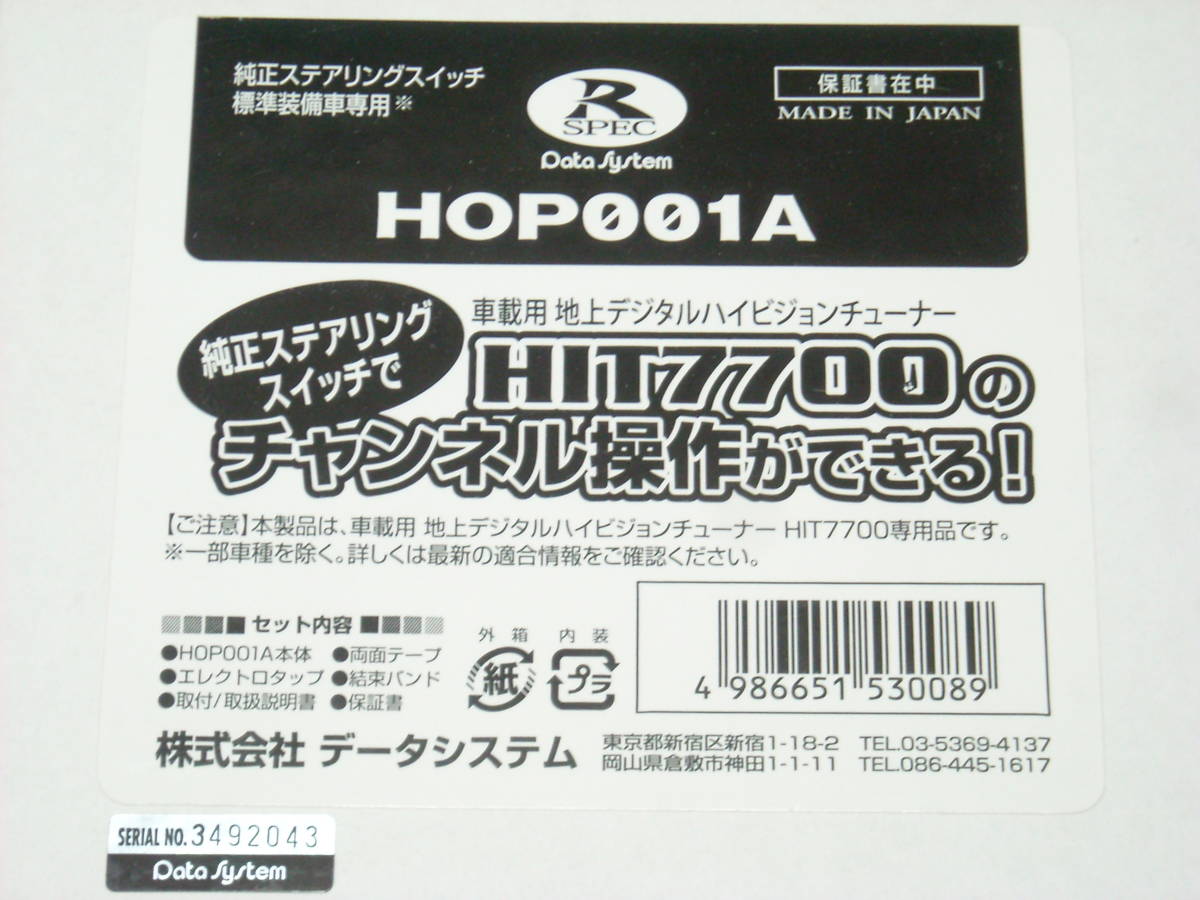 純正ステアリングスイッチ
標準装備車専用※
R
SPEC
Data System
保証書在中
MADE IN JAPAN
HOP001A
純正ステアリング
スイッチで
車載用 地上デジタルハイビジョンチューナー
HIT7700の
チャンネル操作ができる!
【ご注意】本製品は、車載用 地上デジタルハイビジョンチューナー HIT7700専用品です。
※一部車種を除く。詳しくは最新の適合情報をご確認ください。
セット内容
●HOP001A本体 ●両面テープ
●エレクトロタップ ●結束バンド
●取付/取扱説明書 ●保証書
外箱 内装
紙 プラ
4 986651 530089
株式会社 データシステム
東京都新宿区新宿1-18-2 TEL.03-5369-4137
岡山県倉敷市神田1-1-11 TEL.086-445-1617
SERIAL NO. 3492043
Data System